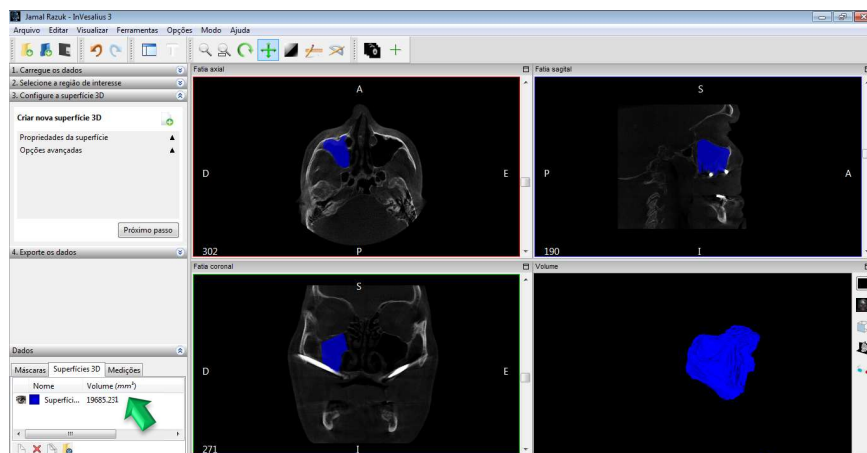 Jamal Razuk - InVesalius 3
Arquivo Editar Visualizar Ferramentas Opções Modo Ajuda
1. Carregue os dados
2. Selecione a região de interesse
3. Configure a superfície 3D
Criar nova superfície 3D
Propriedades da superfície
Opções avançadas
Próximo passo
4. Exporte os dados
Dados
Máscaras Superfícies 3D Medições
Nome Volume (mm³)
Superfíci... 19685.231
Fatia axial
A
D E
302 P
Fatia sagital
S
P A
190 I
Fatia coronal
S
D E
271 I
Volume